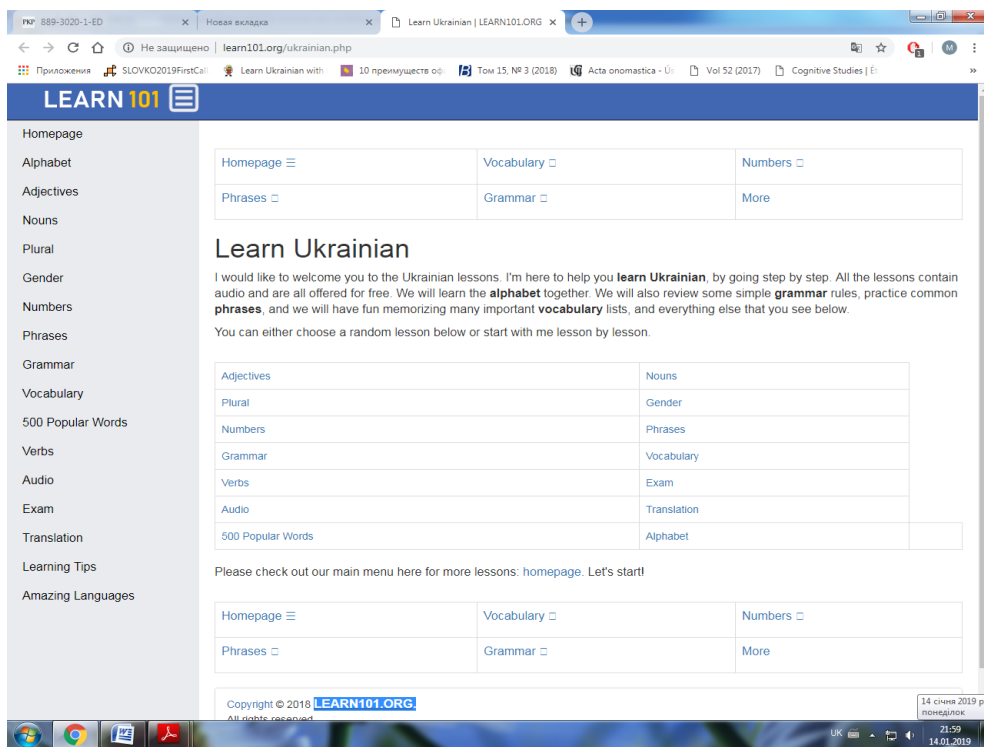 889-3020-1-ED
Новая вкладка
Learn Ukrainian | LEARN101.ORG
Не защищено | learn101.org/ukrainian.php
Приложения
SLOVKO2019FirstCall
Learn Ukrainian with
10 преимуществ оф
Том 15, № 3 (2018)
Acta onomastica - Ús
Vol 52 (2017)
Cognitive Studies | Ét
LEARN 101
Homepage
Alphabet
Adjectives
Nouns
Plural
Gender
Numbers
Phrases
Grammar
Vocabulary
500 Popular Words
Verbs
Audio
Exam
Translation
Learning Tips
Amazing Languages
Homepage ☰ Vocabulary □ Numbers □
Phrases □ Grammar □ More
Learn Ukrainian
I would like to welcome you to the Ukrainian lessons. I'm here to help you learn Ukrainian, by going step by step. All the lessons contain
audio and are all offered for free. We will learn the alphabet together. We will also review some simple grammar rules, practice common
phrases, and we will have fun memorizing many important vocabulary lists, and everything else that you see below.
You can either choose a random lesson below or start with me lesson by lesson.
Adjectives Nouns
Plural Gender
Numbers Phrases
Grammar Vocabulary
Verbs Exam
Audio Translation
500 Popular Words Alphabet
Please check out our main menu here for more lessons: homepage. Let's start!
Homepage ☰ Vocabulary □ Numbers □
Phrases □ Grammar □ More
Copyright © 2018 LEARN101.ORG.
All rights reserved
14 січня 2019 р
понеділок
UK
21:59
14.01.2019